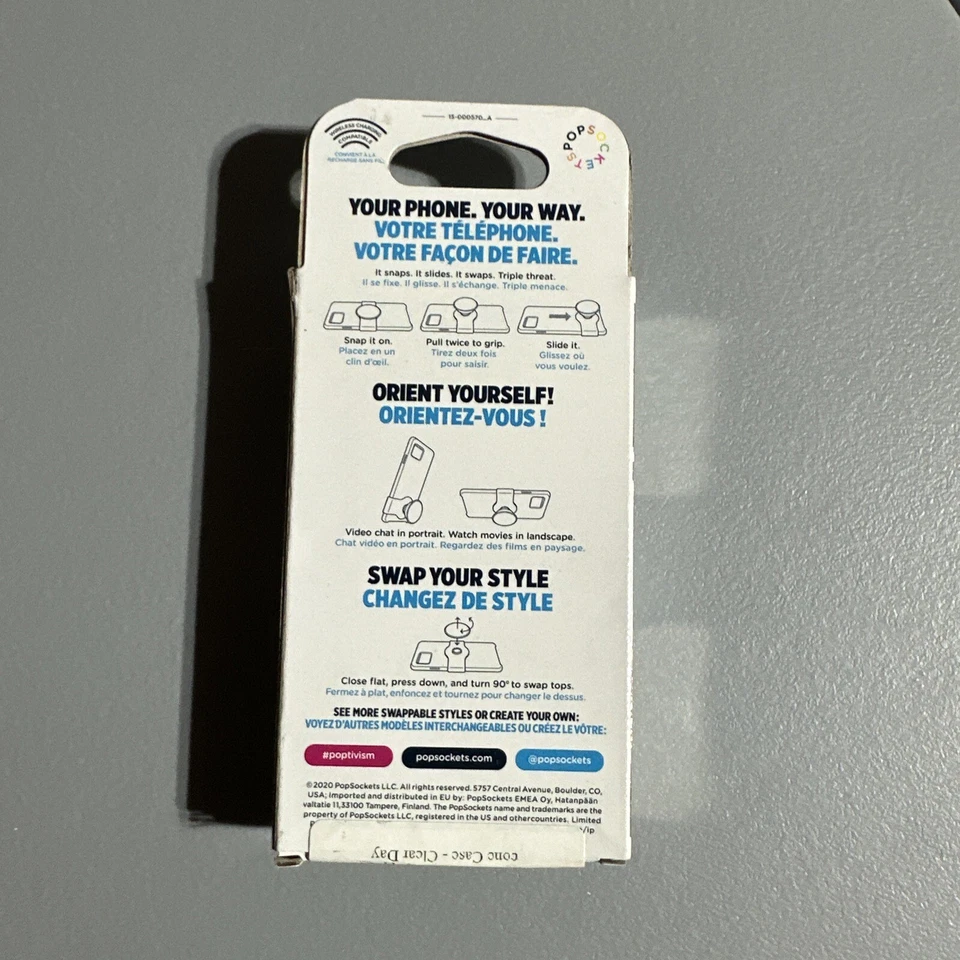 13-000570_A
WIRELESS CHARGING
COMPATIBLE
CONVIENT À LA
RECHARGE SANS FIL
POPSOCKETS
YOUR PHONE. YOUR WAY.
VOTRE TÉLÉPHONE.
VOTRE FAÇON DE FAIRE.
It snaps. It slides. It swaps. Triple threat.
Il se fixe. Il glisse. Il s'échange. Triple menace.
Snap it on.
Placez en un
clin d'œil.
Pull twice to grip.
Tirez deux fois
pour saisir.
Slide it.
Glissez où
vous voulez.
ORIENT YOURSELF!
ORIENTEZ-VOUS !
Video chat in portrait. Watch movies in landscape.
Chat vidéo en portrait. Regardez des films en paysage.
SWAP YOUR STYLE
CHANGEZ DE STYLE
Close flat, press down, and turn 90° to swap tops.
Fermez à plat, enfoncez et tournez pour changer le dessus.
SEE MORE SWAPPABLE STYLES OR CREATE YOUR OWN:
VOYEZ D'AUTRES MODÈLES INTERCHANGEABLES OU CRÉEZ LE VÔTRE:
#poptivism
popsockets.com
@popsockets
©2020 PopSockets LLC. All rights reserved. 5757 Central Avenue, Boulder, CO,
USA; Imported and distributed in EU by: PopSockets EMEA Oy, Hatanpään
valtatie 11,33100 Tampere, Finland. The PopSockets name and trademarks are the
property of PopSockets LLC, registered in the US and othercountries. Limited
/ip
cone Case - Clear Day